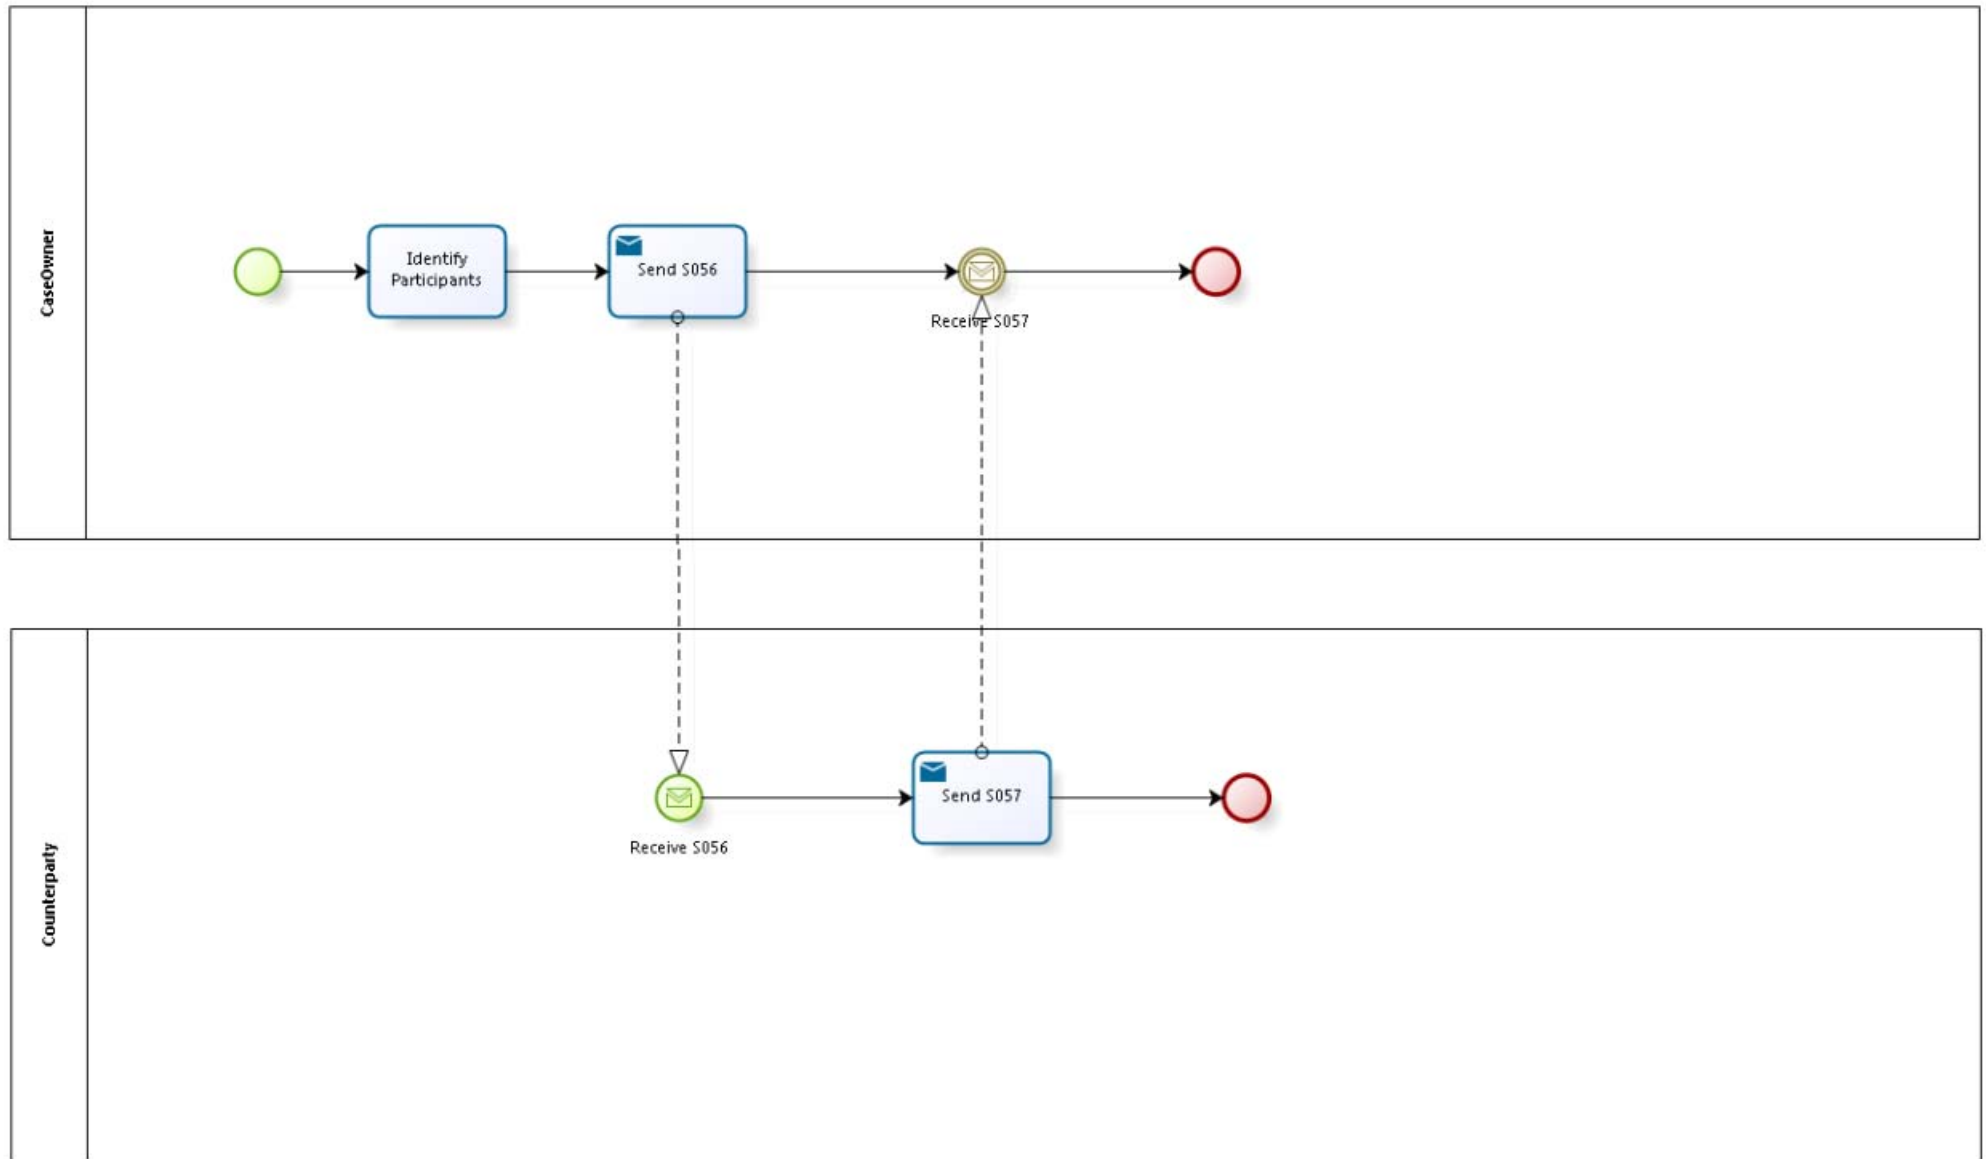 CaseOwner
Identify
Participants
Send S056
Receive S057
Counterparty
Receive S056
Send S057